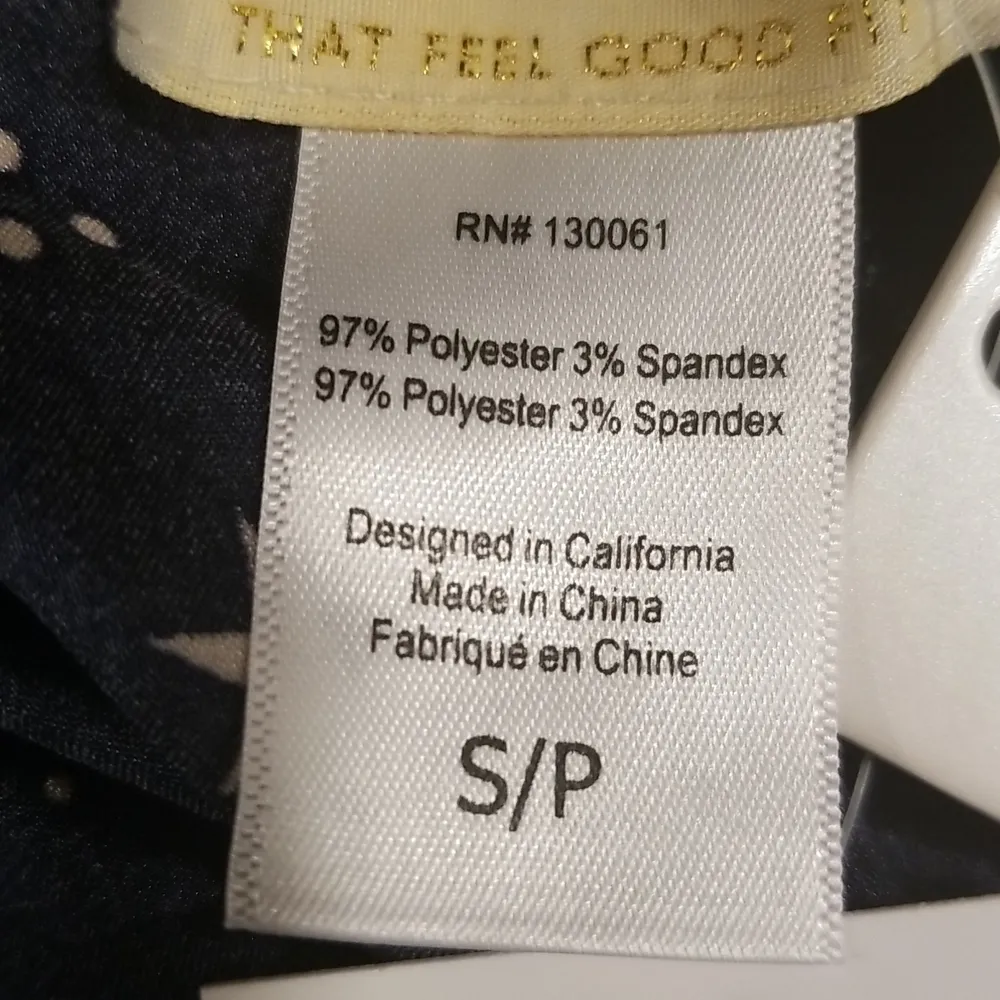 THAT FEEL GOOD FIT
RN# 130061
97% Polyester 3% Spandex
97% Polyester 3% Spandex
Designed in California
Made in China
Fabriqué en Chine
S/P